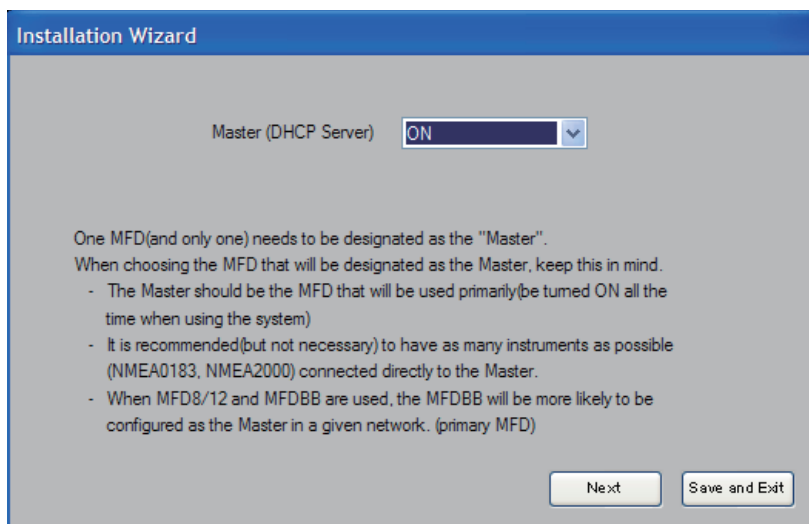 Installation Wizard
Master (DHCP Server) ON
One MFD(and only one) needs to be designated as the "Master".
When choosing the MFD that will be designated as the Master, keep this in mind.
- The Master should be the MFD that will be used primarily(be turned ON all the
time when using the system)
- It is recommended(but not necessary) to have as many instruments as possible
(NMEA0183, NMEA2000) connected directly to the Master.
- When MFD8/12 and MFDBB are used, the MFDBB will be more likely to be
configured as the Master in a given network. (primary MFD)
Next Save and Exit